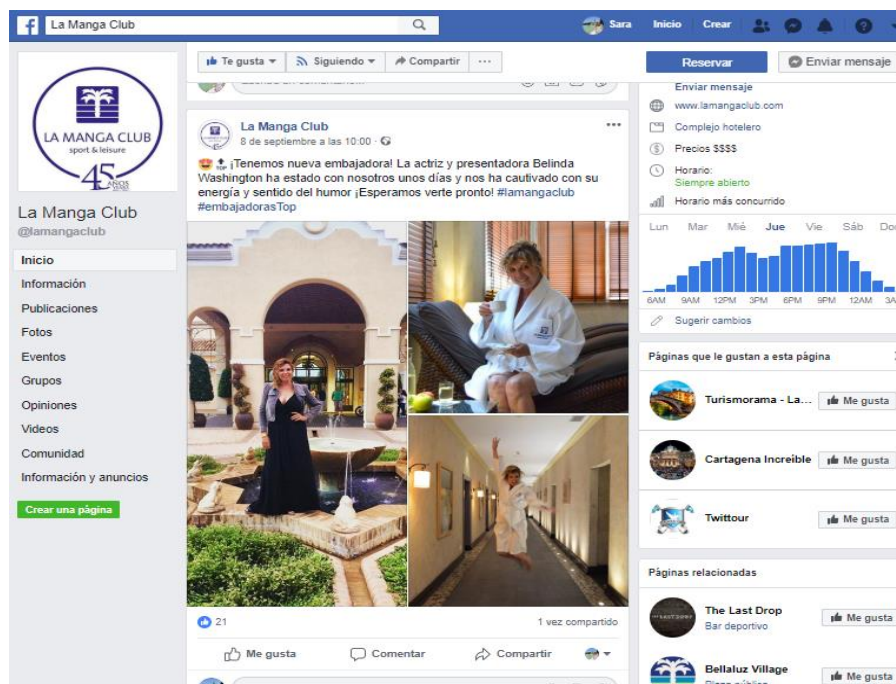 La Manga Club
Sara
Inicio
Crear
Te gusta
Siguiendo
Compartir
Reservar
Enviar mensaje
LA MANGA CLUB
sport & leisure
45
AÑOS
La Manga Club
@lamangaclub
Inicio
Información
Publicaciones
Fotos
Eventos
Grupos
Opiniones
Videos
Comunidad
Información y anuncios
Crear una página
La Manga Club
8 de septiembre a las 10:00
TOP ¡Tenemos nueva embajadora! La actriz y presentadora Belinda
Washington ha estado con nosotros unos días y nos ha cautivado con su
energía y sentido del humor ¡Esperamos verte pronto! #lamangaclub
#embajadorasTop
21
1 vez compartido
Me gusta
Comentar
Compartir
Enviar mensaje
www.lamangaclub.com
Complejo hotelero
Precios $$$$
Horario:
Siempre abierto
Horario más concurrido
Lun Mar Mié Jue Vie Sáb
6AM 9AM 12PM 3PM 6PM 9PM 12AM
Sugerir cambios
Páginas que le gustan a esta página
Turismorama - La... Me gusta
Cartagena Increíble Me gusta
Twittour Me gusta
Páginas relacionadas
The Last Drop
Bar deportivo
Me gusta
Bellaluz Village
Me gusta